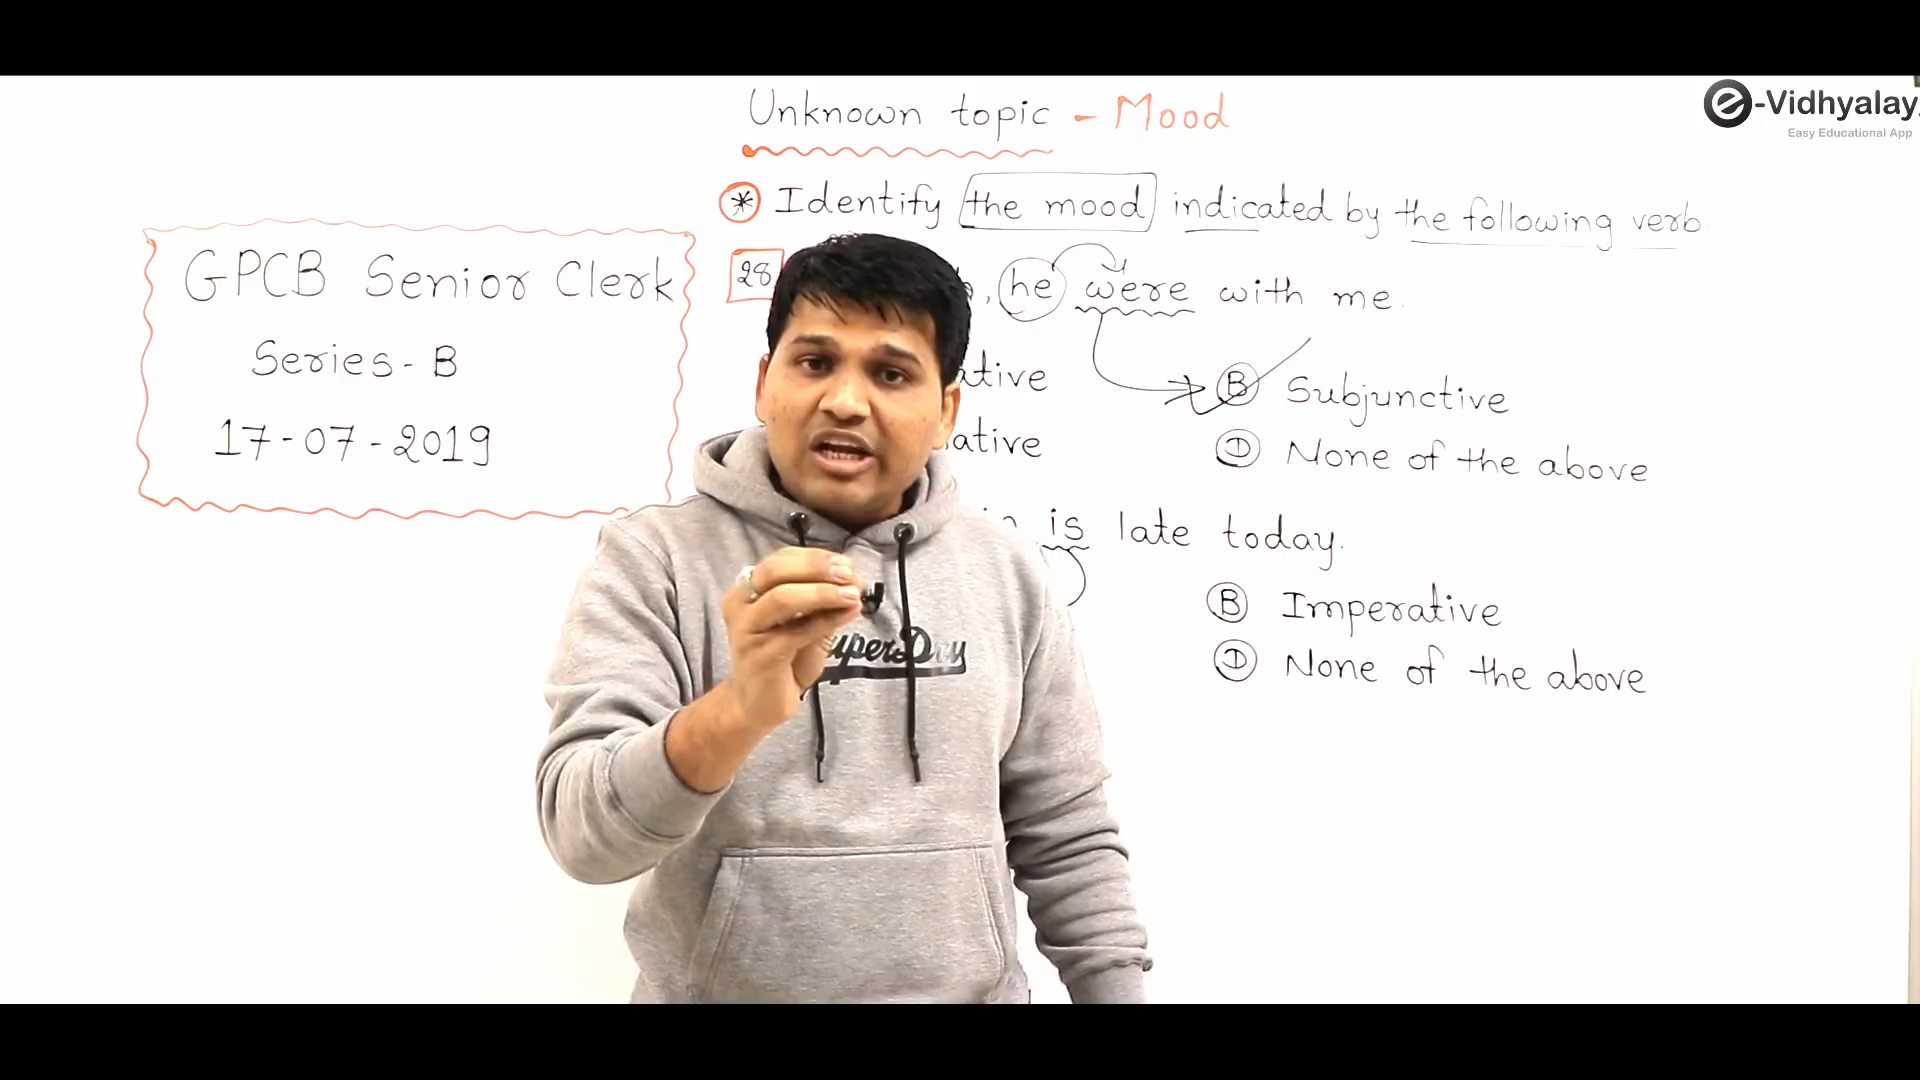 e-Vidhyalay
Easy Educational App
Unknown topic - Mood
* Identify the mood indicated by the following verb
GPCB Senior Clerk
Series - B
17-07-2019
28
, he were with me.
B Subjunctive
D None of the above
is late today.
B Imperative
D None of the above